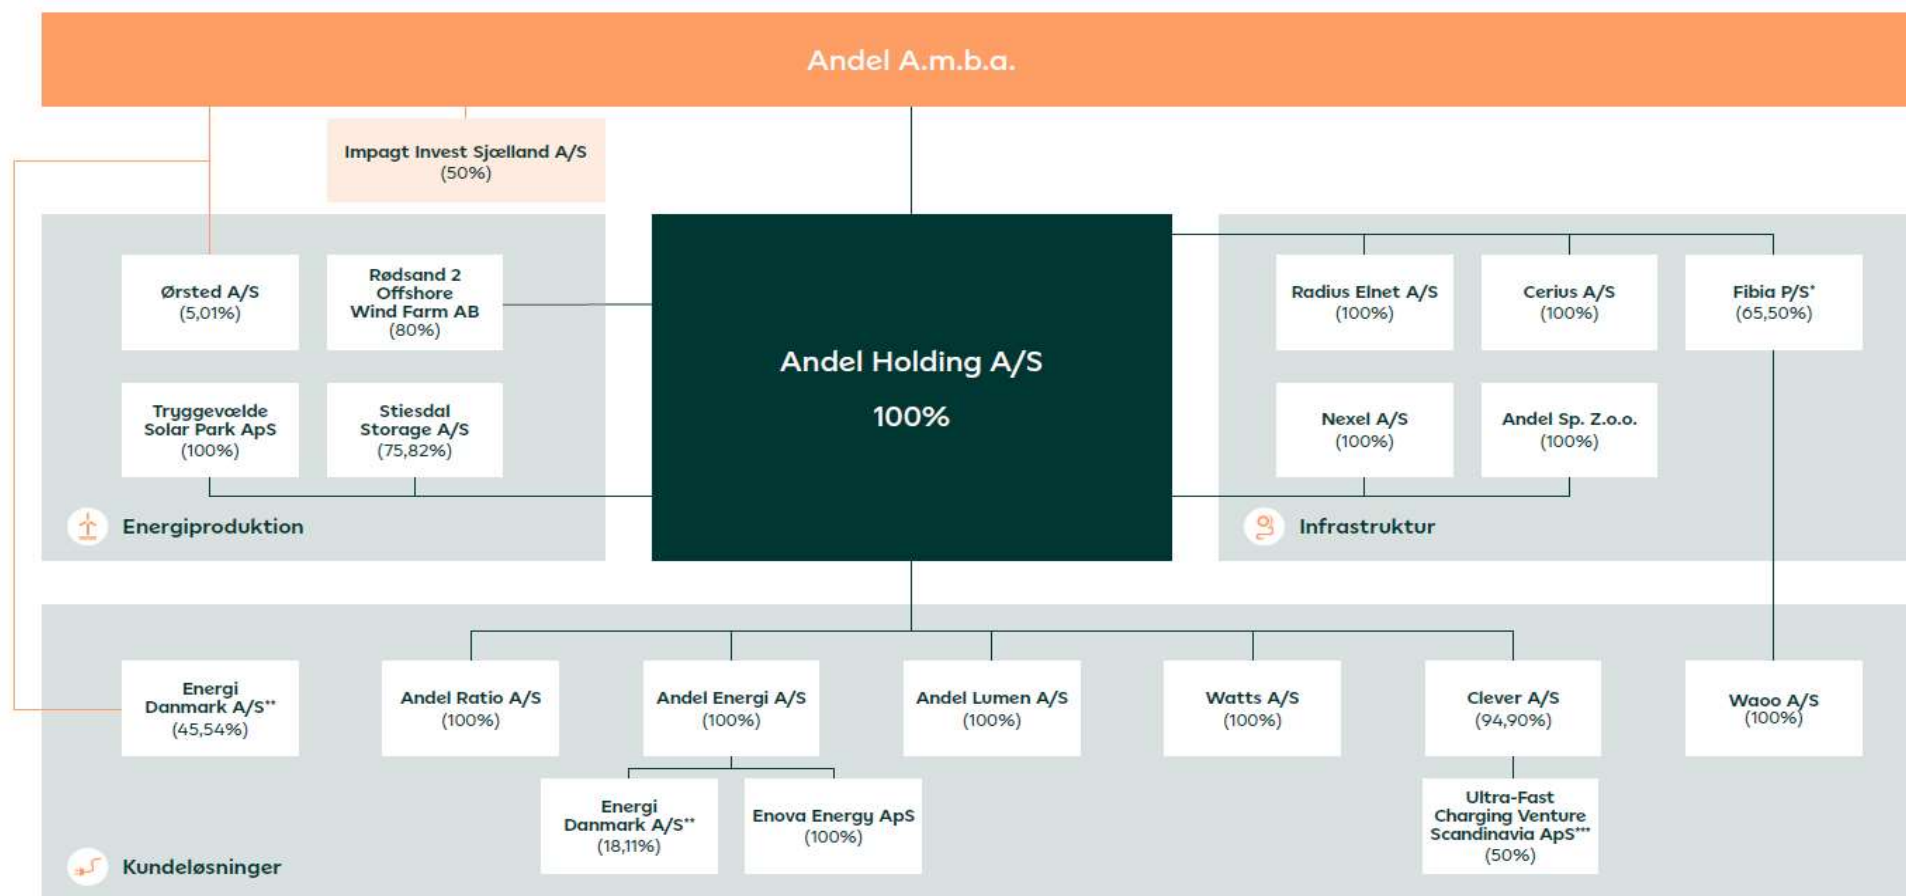 Andel A.m.b.a.
Impagt Invest Sjælland A/S
(50%)
Ørsted A/S
(5,01%)
Rødsand 2
Offshore
Wind Farm AB
(80%)
Tryggevælde
Solar Park ApS
(100%)
Stiesdal
Storage A/S
(75,82%)
Energiproduktion
Andel Holding A/S
100%
Radius Elnet A/S
(100%)
Cerius A/S
(100%)
Fibia P/S*
(65,50%)
Nexel A/S
(100%)
Andel Sp. Z.o.o.
(100%)
Infrastruktur
Energi
Danmark A/S**
(45,54%)
Andel Ratio A/S
(100%)
Andel Energi A/S
(100%)
Andel Lumen A/S
(100%)
Watts A/S
(100%)
Clever A/S
(94,90%)
Waoo A/S
(100%)
Energi
Danmark A/S**
(18,11%)
Enova Energy ApS
(100%)
Ultra-Fast
Charging Venture
Scandinavia ApS***
(50%)
Kundeløsninger